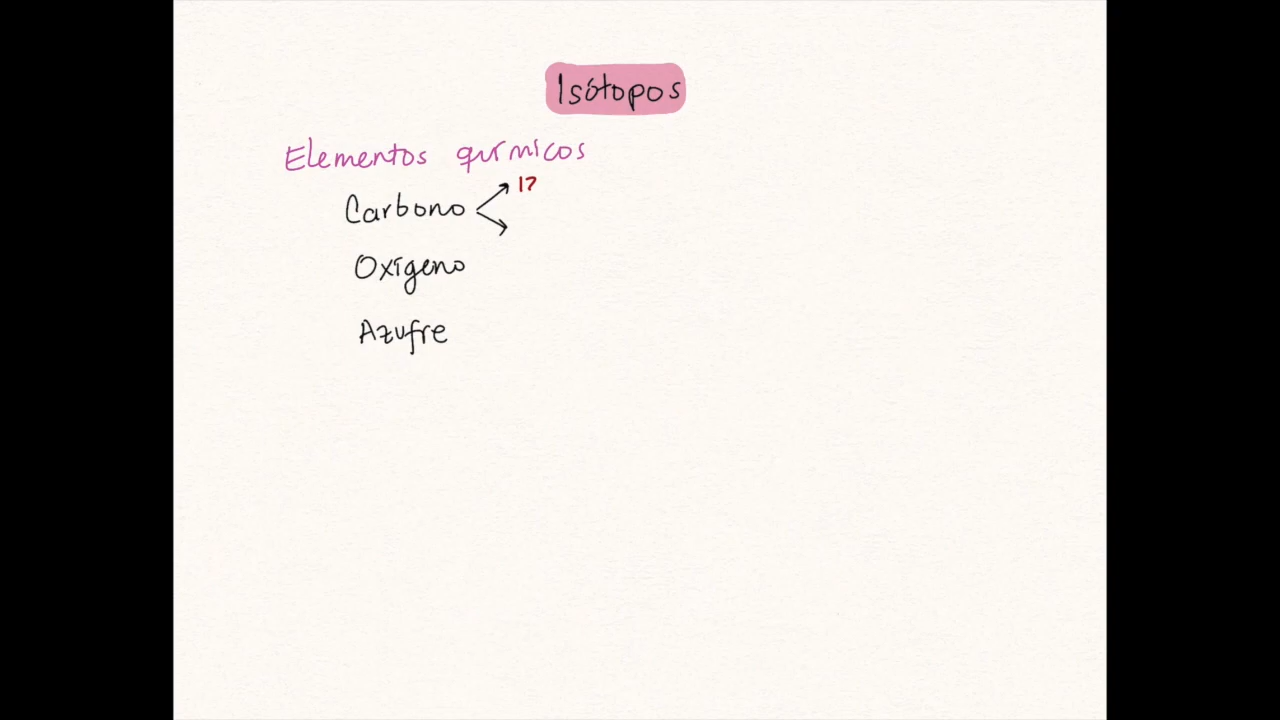 Isótopos
Elementos químicos
Carbono 17
Oxígeno
Azufre